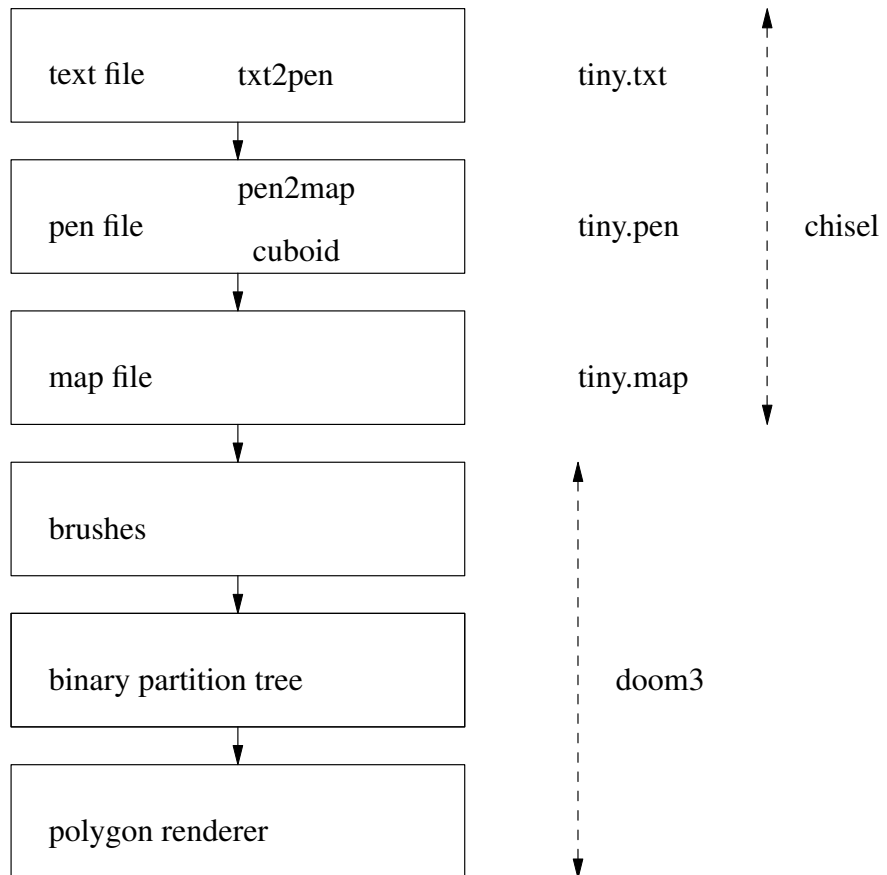 text file txt2pen tiny.txt
pen2map
pen file tiny.pen chisel
cuboid
map file tiny.map
brushes
binary partition tree doom3
polygon renderer